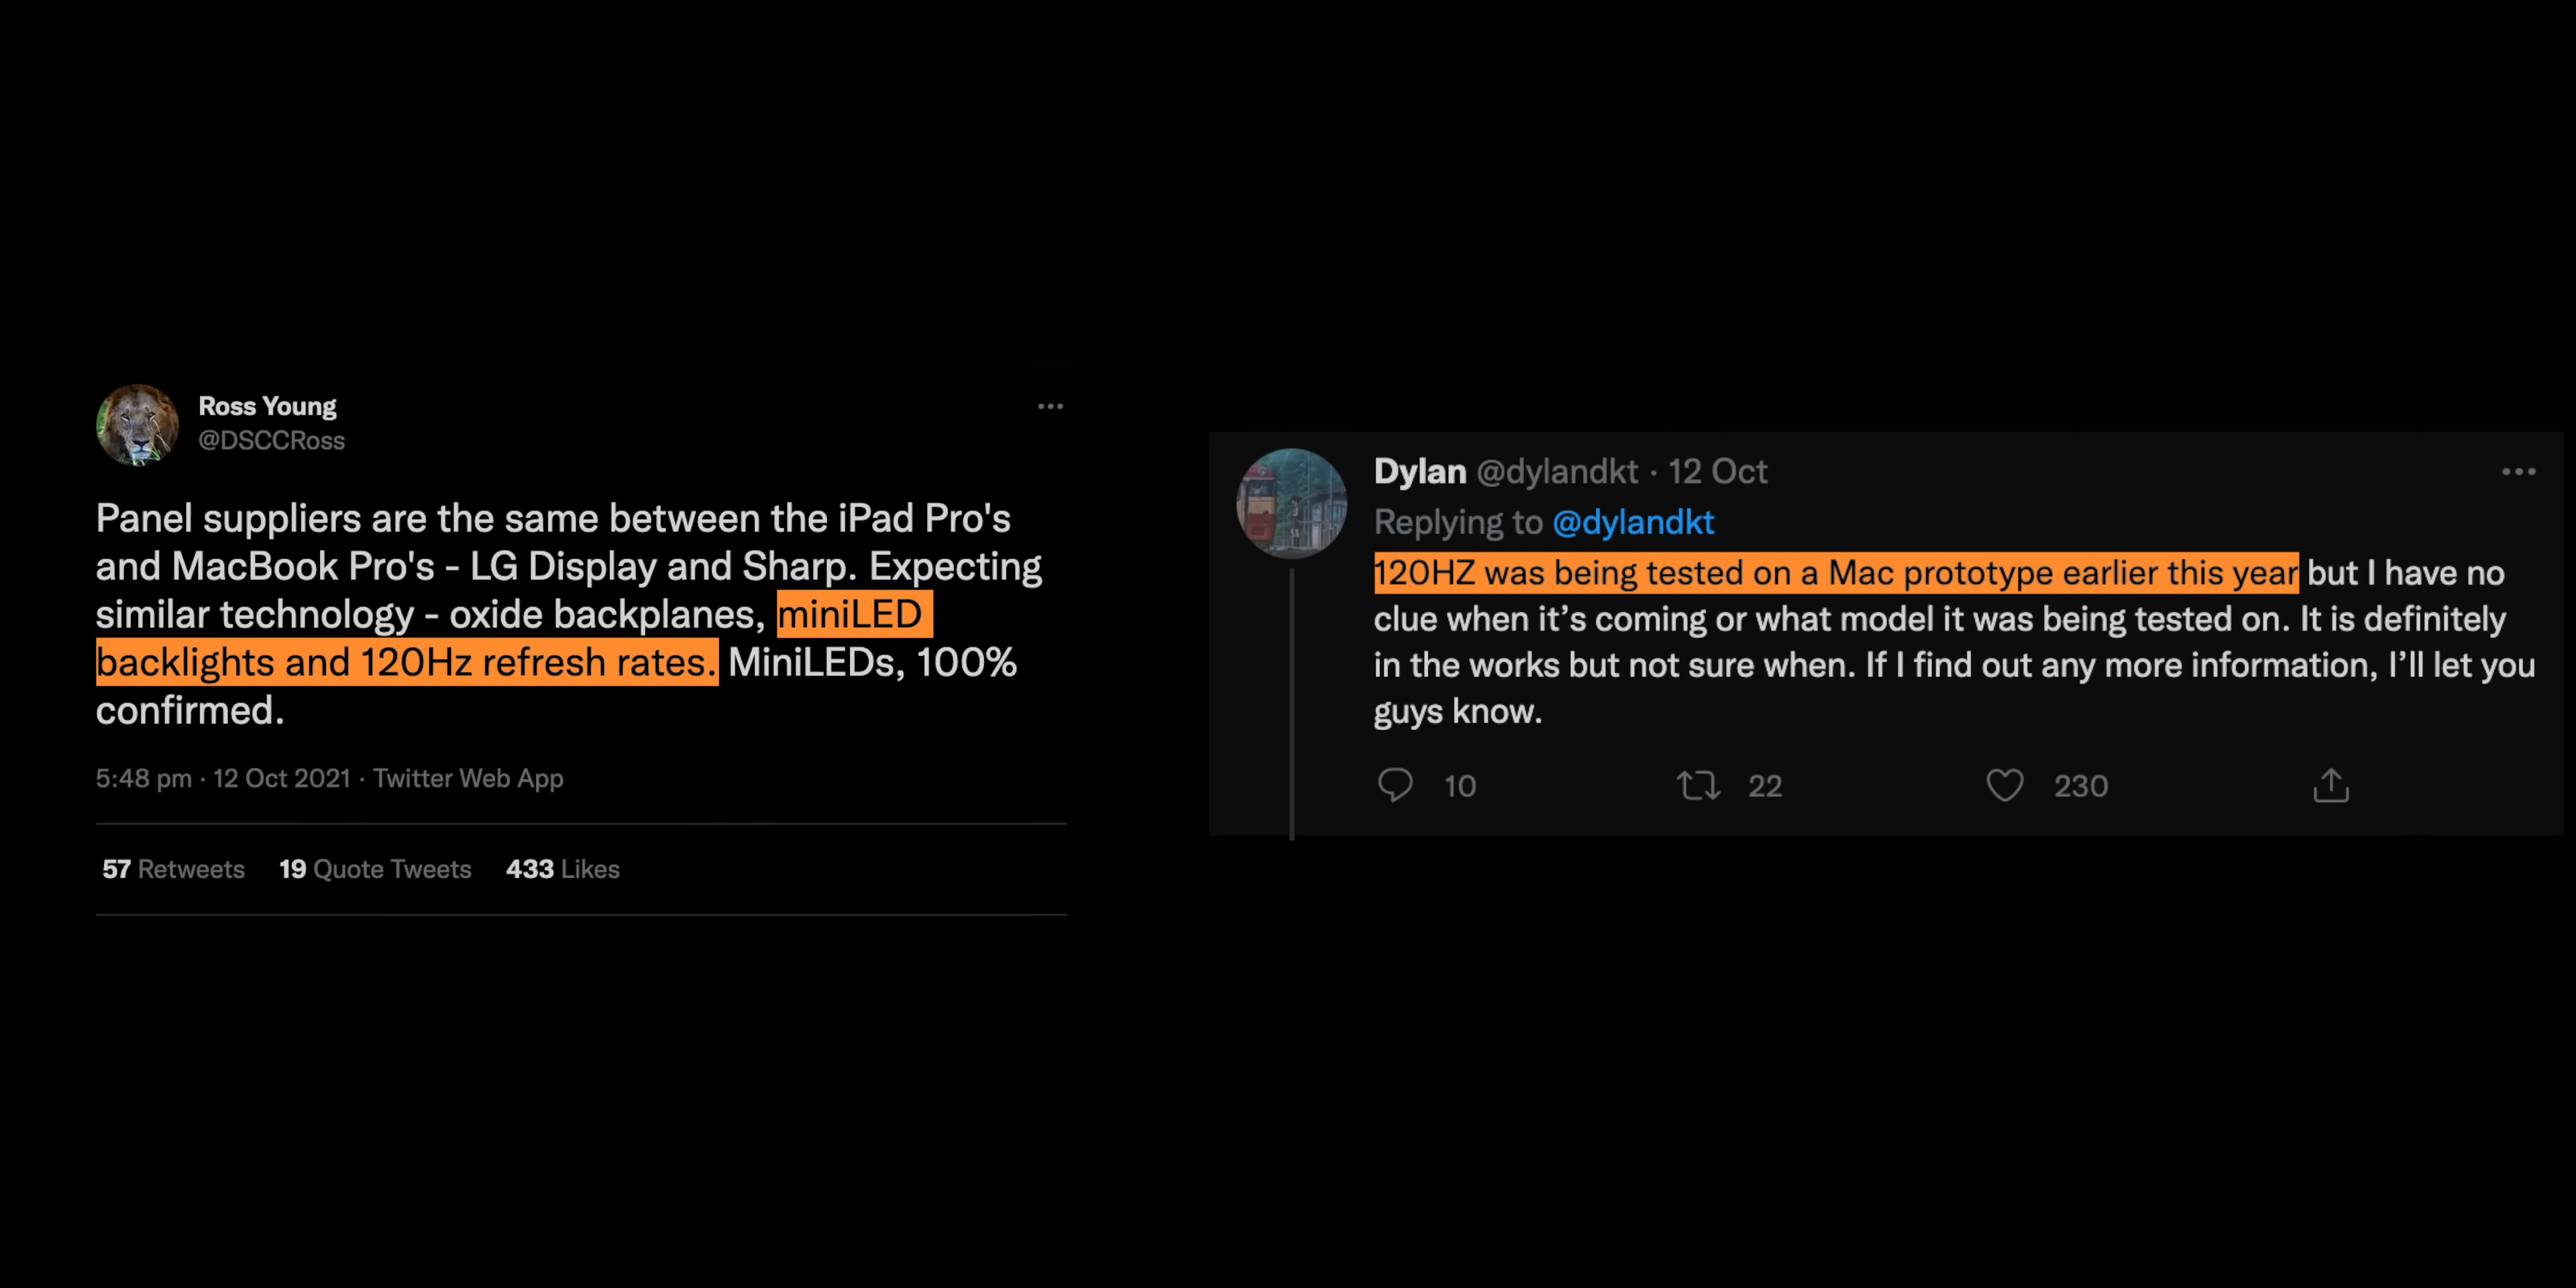 Ross Young
@DSCCRoss
Panel suppliers are the same between the iPad Pro's
and MacBook Pro's - LG Display and Sharp. Expecting
similar technology - oxide backplanes, miniLED
backlights and 120Hz refresh rates. MiniLEDs, 100%
confirmed.
5:48 pm · 12 Oct 2021 · Twitter Web App
57 Retweets 19 Quote Tweets 433 Likes
Dylan @dylandkt · 12 Oct
Replying to @dylandkt
120HZ was being tested on a Mac prototype earlier this year but I have no
clue when it’s coming or what model it was being tested on. It is definitely
in the works but not sure when. If I find out any more information, I’ll let you
guys know.
10 22 230